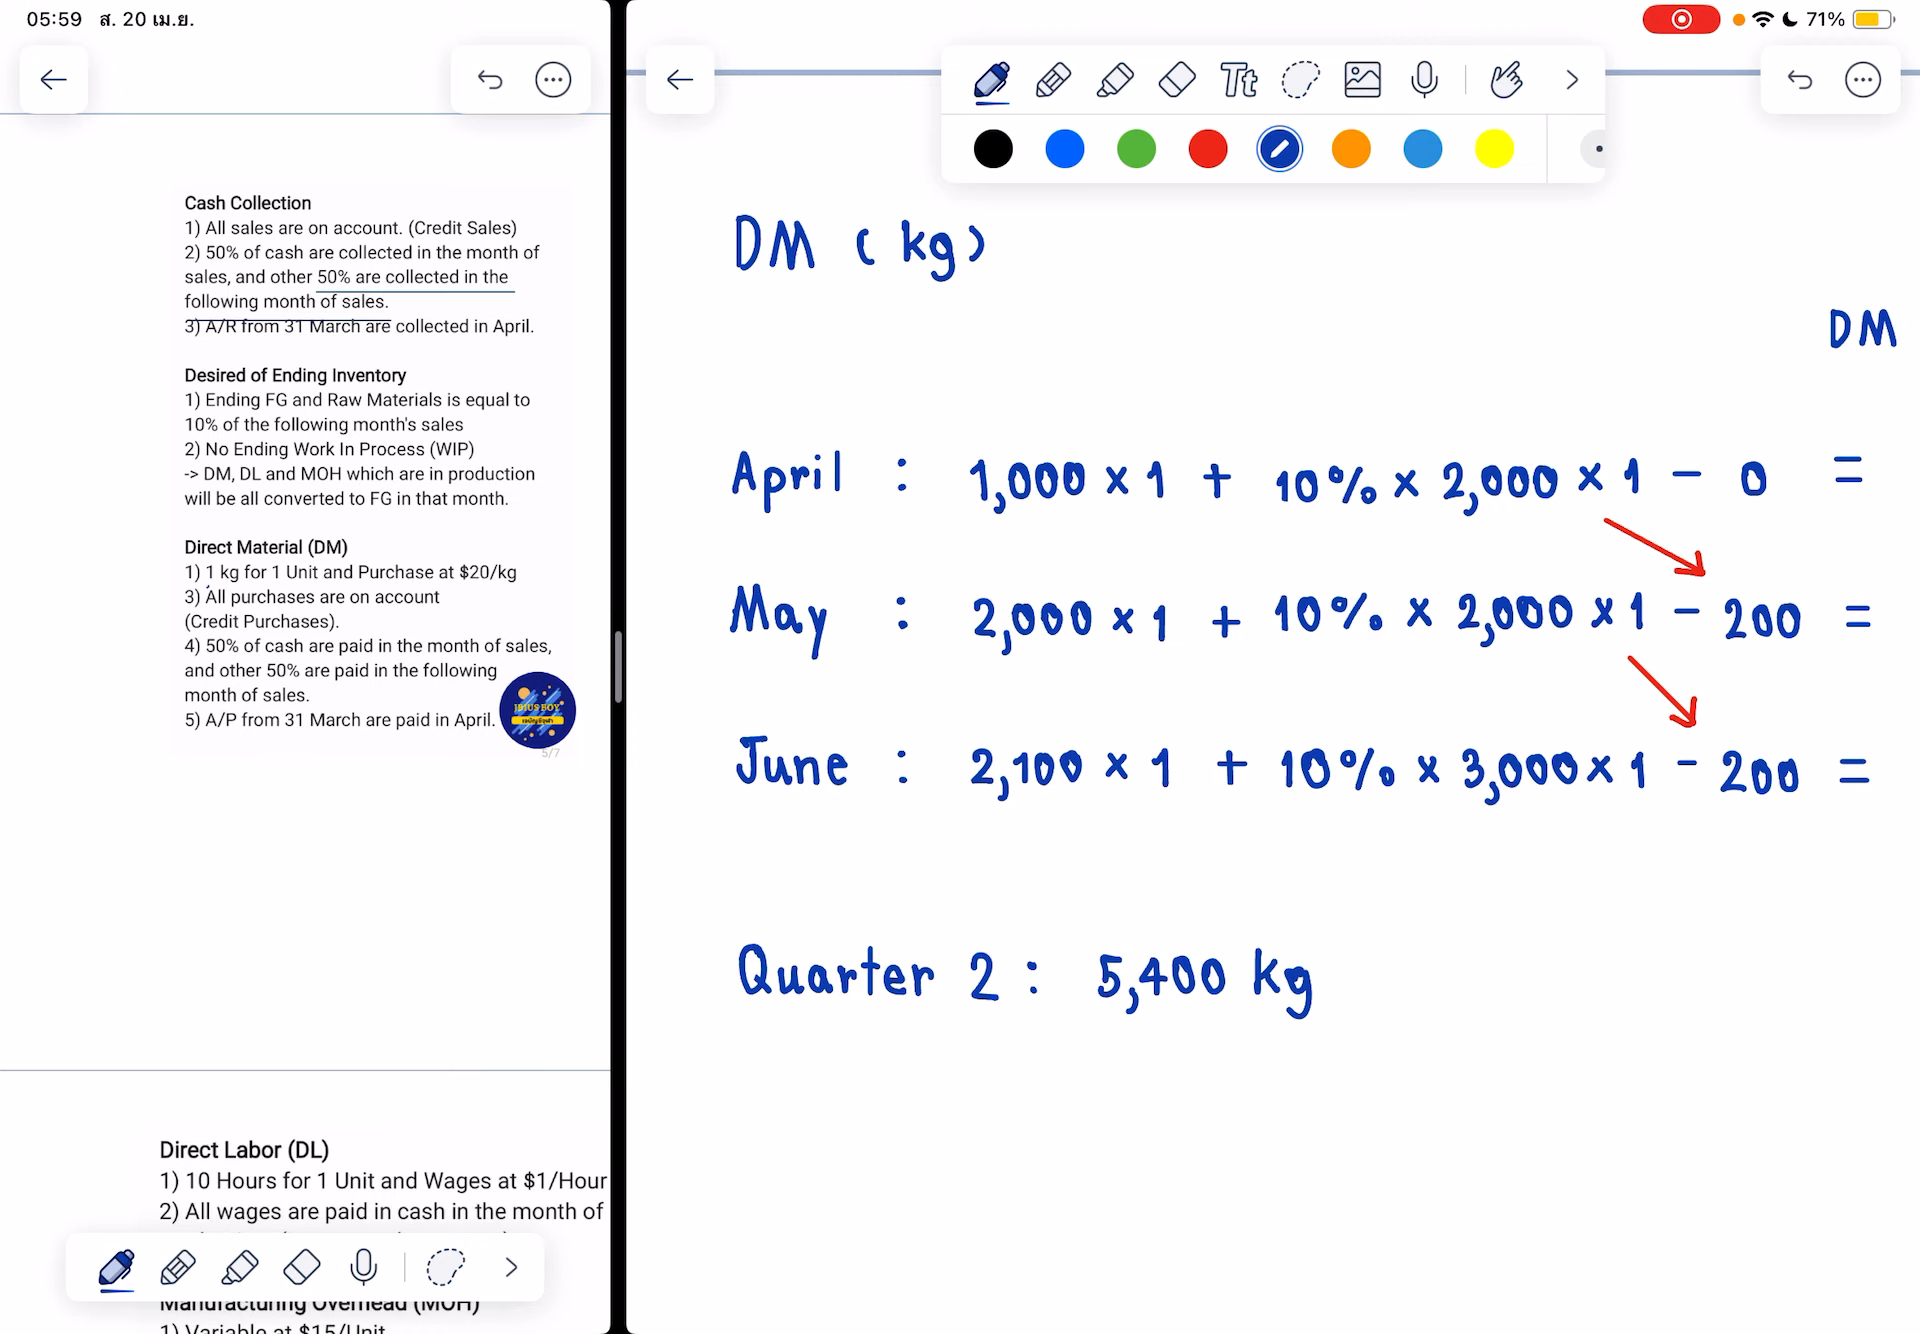 05:59 ส. 20 เม.ย.
71%
Cash Collection
1) All sales are on account. (Credit Sales)
2) 50% of cash are collected in the month of
sales, and other 50% are collected in the
following month of sales.
3) A/R from 31 March are collected in April.
Desired of Ending Inventory
1) Ending FG and Raw Materials is equal to
10% of the following month's sales
2) No Ending Work In Process (WIP)
-> DM, DL and MOH which are in production
will be all converted to FG in that month.
Direct Material (DM)
1) 1 kg for 1 Unit and Purchase at $20/kg
3) All purchases are on account
(Credit Purchases).
4) 50% of cash are paid in the month of sales,
and other 50% are paid in the following
month of sales.
5) A/P from 31 March are paid in April.
5/7
Direct Labor (DL)
1) 10 Hours for 1 Unit and Wages at $1/Hour
2) All wages are paid in cash in the month of
Manufacturing Overhead (MOH)
1) Variable at $15/Unit
Tt
DM (kg)
DM
April : 1,000 × 1 + 10% × 2,000 × 1 - 0 =
May : 2,000 × 1 + 10% × 2,000 × 1 - 200 =
June : 2,100 × 1 + 10% × 3,000 × 1 - 200 =
Quarter 2 : 5,400 kg